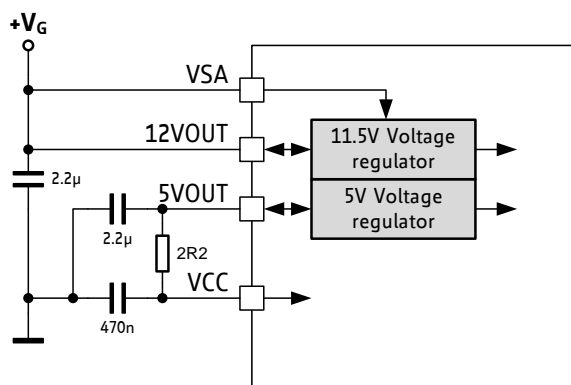 +VG
VSA
12VOUT
11.5V Voltage
regulator
2.2µ
5VOUT
5V Voltage
regulator
2.2µ
2R2
VCC
470n